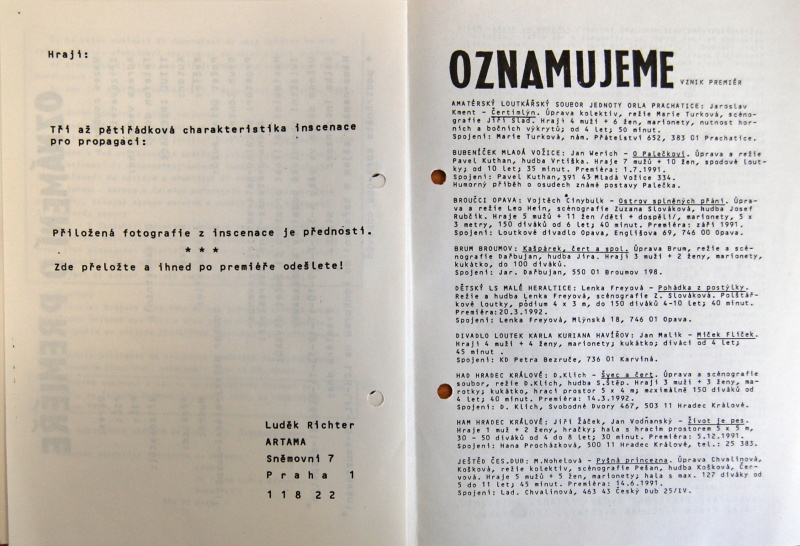 Hrají:
Tři až pětiřádková charakteristika inscenace
pro propagaci:
Přiložená fotografie z inscenace je předností.
* * *
Zde přeložte a ihned po premiéře odešlete!
Luděk Richter
ARTAMA
Sněmovní 7
Praha 1
118 22
OZNAMUJEME VZNIK PREMIÉR
AMATÉRSKÝ LOUTKÁŘSKÝ SOUBOR JEDNOTY ORLA PRACHATICE: Jaroslav
Kment - Čertimlýn. Úprava kolektiv, režie Marie Turková, scéno-
grafie Jiří Slád. Hrají 4 muži + 6 žen, marionety, nutnost hor-
ních a bočních výkrytů; od 4 let; 50 minut.
Spojení: Marie Turková, nám. Přátelství 652, 383 01 Prachatice.
BUBENÍČEK MLADÁ VOŽICE: Jan Werich - O Palečkovi. Úprava a režie
Pavel Kuthan, hudba Vrtiška. Hraje 7 mužů + 10 žen, spodové lout-
ky; od 10 let; 35 minut. Premiéra: 1.7.1991.
Spojení: Pavel Kuthan, 391 43 Mladá Vožice 334.
Humorný příběh o osudech známé postavy Palečka.
BROUČCI OPAVA: Vojtěch Cinybulk - Ostrov splněných přání. Úpra-
va a režie Leo Hein, scénografie Zuzana Slováková, hudba Josef
Rubčik. Hraje 5 mužů + 11 žen /děti + dospělí/, marionety, 5 x
3 metry, 150 diváků od 6 let; 40 minut. Premiéra: září 1991.
Spojení: Loutkové divadlo Opava, Englišova 69, 746 00 Opava.
BRUM BROUMOV: Kašpárek, čert a spol. Úprava Brum, režie a scé-
nografie Dařbujan, hudba Jíra. Hrají 3 muži + 2 ženy, marionety,
kukátko, do 100 diváků.
Spojení: Jar. Dařbujan, 550 01 Broumov 198.
DĚTSKÝ LS MALÉ HERALTICE: Lenka Freyová - Pohádka z postýlky.
Režie a hudba Lenka Freyová, scénografie Z. Slováková. Polštář-
kové loutky, pódium 4 x 3 m, do 150 diváků 4-10 let; 40 minut.
Premiéra:20.3.1992.
Spojení: Lenka Freyová, Mlýnská 18, 746 01 Opava.
DIVADLO LOUTEK KARLA KURIANA HAVÍŘOV: Jan Malík - Míček Flíček.
Hrají 4 muži + 4 ženy, marionety; kukátko; diváci od 4 let;
45 minut .
Spojení: KD Petra Bezruče, 736 01 Karviná.
HAD HRADEC KRÁLOVÉ: D.Klich - Švec a čert. Úprava a scénografie
soubor, režie D.Klich, hudba S.Štěp. Hrají 3 muži + 3 ženy, ma-
rotky; kukátko, hrací prostor 5 x 4 m; maximálně 150 diváků od
4 let; 40 minut. Premiéra: 14.3.1992.
Spojení: D. Klich, Svobodné Dvory 467, 503 11 Hradec Králové.
HAM HRADEC KRÁLOVÉ: Jiří Žáček, Jan Vodňanský - Život je pes.
Hraje 1 muž + 2 ženy, hračky; hala s hracím prostorem 5 x 5 m,
30 - 50 diváků od 4 do 8 let; 30 minut. Premiéra: 5.12.1991.
Spojení: Hana Procházková, 500 11 Hradec Králové, tel.: 25 383.
JEŠTĚD ČES.DUB: M.Nohelová - Pyšná princezna. Úprava Chvalinová,
Košková, režie kolektiv, scénografie Pešan, hudba Košková, Čer-
vová. Hraje 5 mužů + 5 žen, marionety; hala s max. 127 diváky od
5 do 11 let; 45 minut. Premiéra: 14.6.1991.
Spojení: Lad. Chvalinová, 463 43 Český Dub 25/IV.